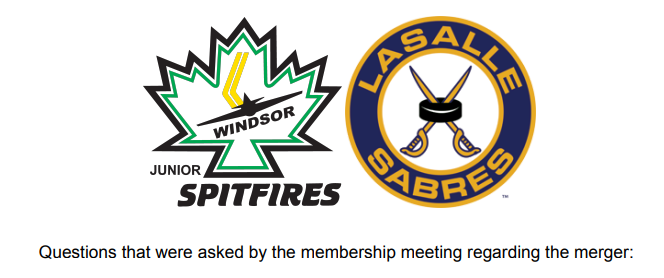 WINDSOR
JUNIOR
SPITFIRES
LASALLE
SABRES
™
Questions that were asked by the membership meeting regarding the merger: